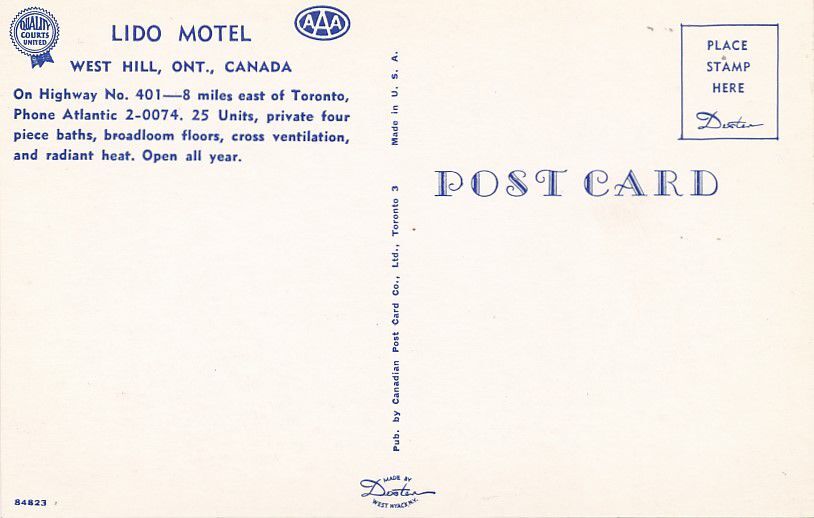 QUALITY
COURTS
UNITED
AAA
LIDO MOTEL
WEST HILL, ONT., CANADA
On Highway No. 401—8 miles east of Toronto,
Phone Atlantic 2-0074. 25 Units, private four
piece baths, broadloom floors, cross ventilation,
and radiant heat. Open all year.
84823
Pub. by Canadian Post Card Co., Ltd., Toronto 3
Made in U. S. A.
MADE BY
Dexter
WEST NYACK, N.Y.
PLACE
STAMP
HERE
Dexter
POST CARD